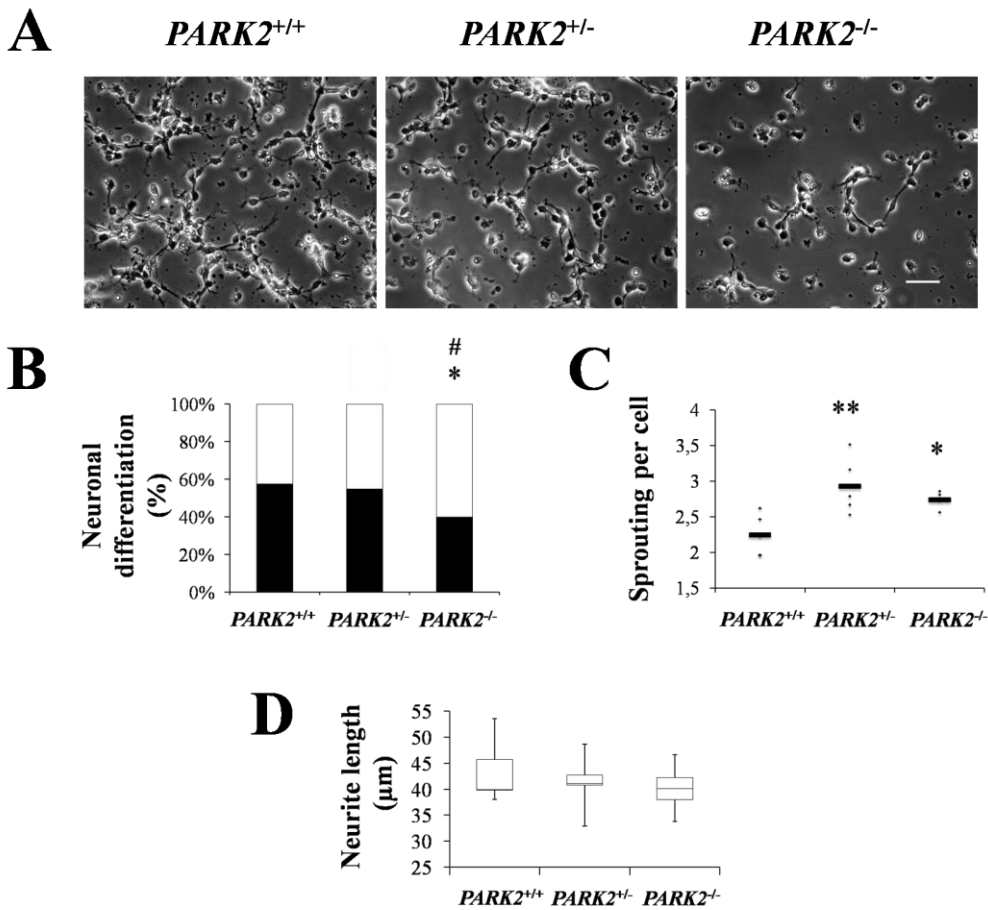 A
PARK2+/+ PARK2+/- PARK2-/-
B
#
*
Neuronal
differentiation
(%)
100%
80%
60%
40%
20%
0%
PARK2+/+ PARK2+/- PARK2-/-
C
**
*
Sprouting per cell
4
3,5
3
2,5
2
1,5
PARK2+/+ PARK2+/- PARK2-/-
D
Neurite length
(µm)
55
50
45
40
35
30
25
PARK2+/+ PARK2+/- PARK2-/-